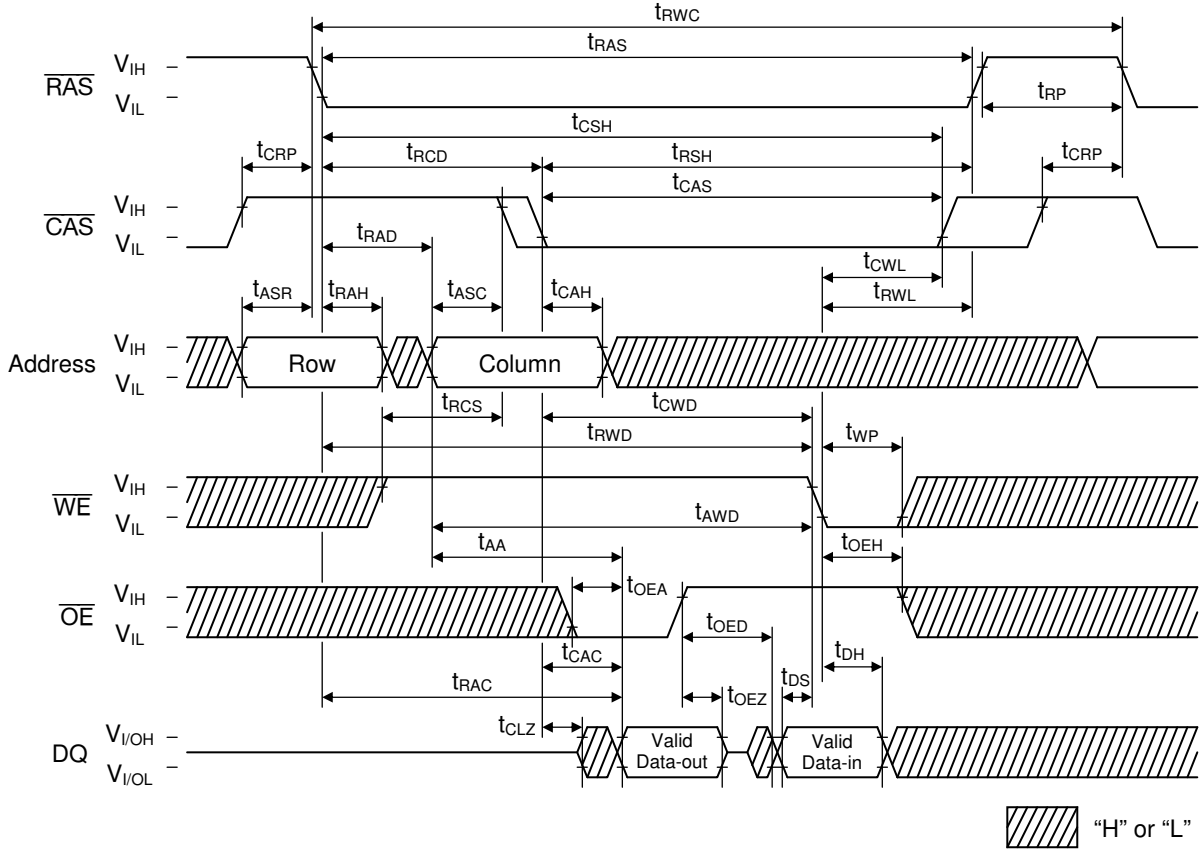 tRWC
tRAS
VIH
RAS
VIL
tRP
tCSH
tCRP
tRCD
tRSH
tCRP
tCAS
VIH
CAS
VIL
tRAD
tCWL
tASR
tRAH
tASC
tCAH
tRWL
VIH
Address
Row
Column
VIL
tRCS
tCWD
tRWD
tWP
VIH
WE
VIL
tAWD
tAA
tOEH
tOEA
VIH
OE
VIL
tOED
tCAC
tDH
tRAC
tOEZ
tDS
tCLZ
VI/OH
DQ
Valid
Data-out
Valid
Data-in
VI/OL
“H” or “L”